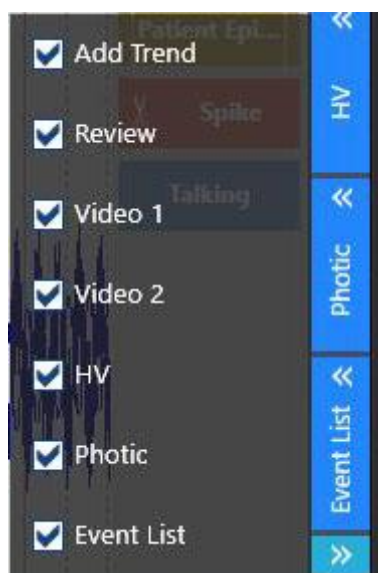 Patient Epi...
Add Trend
Spike
Review
Talking
Video 1
Video 2
HV
Photic
Event List
HV
Photic
Event List